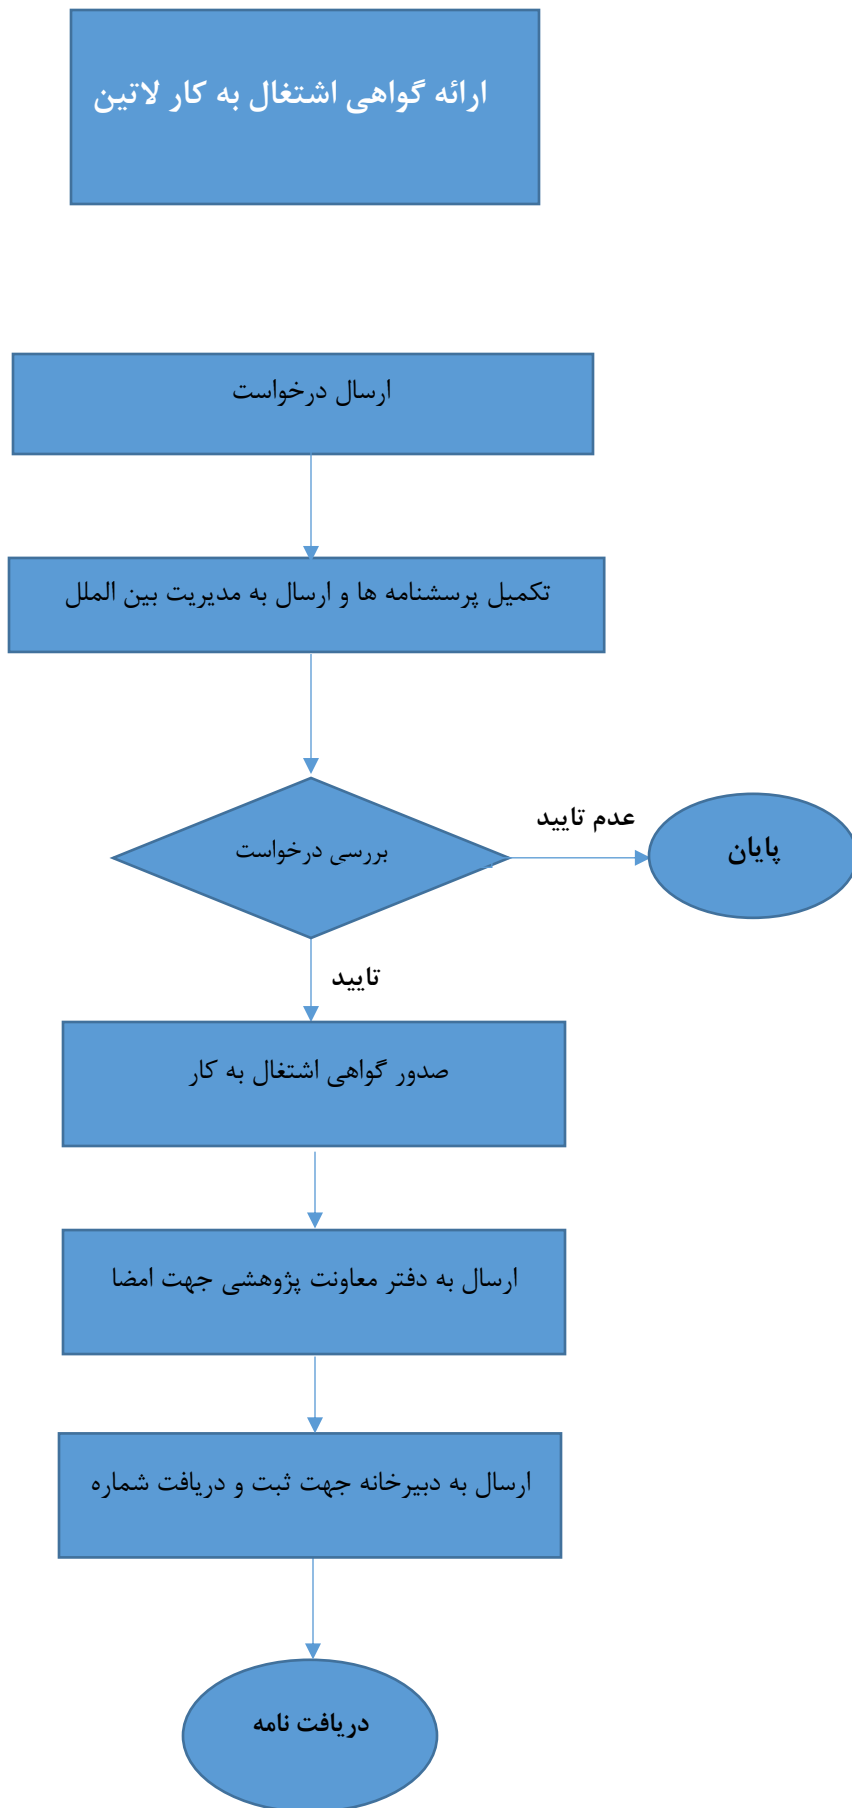 ارائه گواهی اشتغال به کار لاتین
ارسال درخواست
تکمیل پرسشنامه ها و ارسال به مدیریت بین الملل
بررسی درخواست
عدم تایید
پایان
تایید
صدور گواهی اشتغال به کار
ارسال به دفتر معاونت پژوهشی جهت امضا
ارسال به دبیرخانه جهت ثبت و دریافت شماره
دریافت نامه